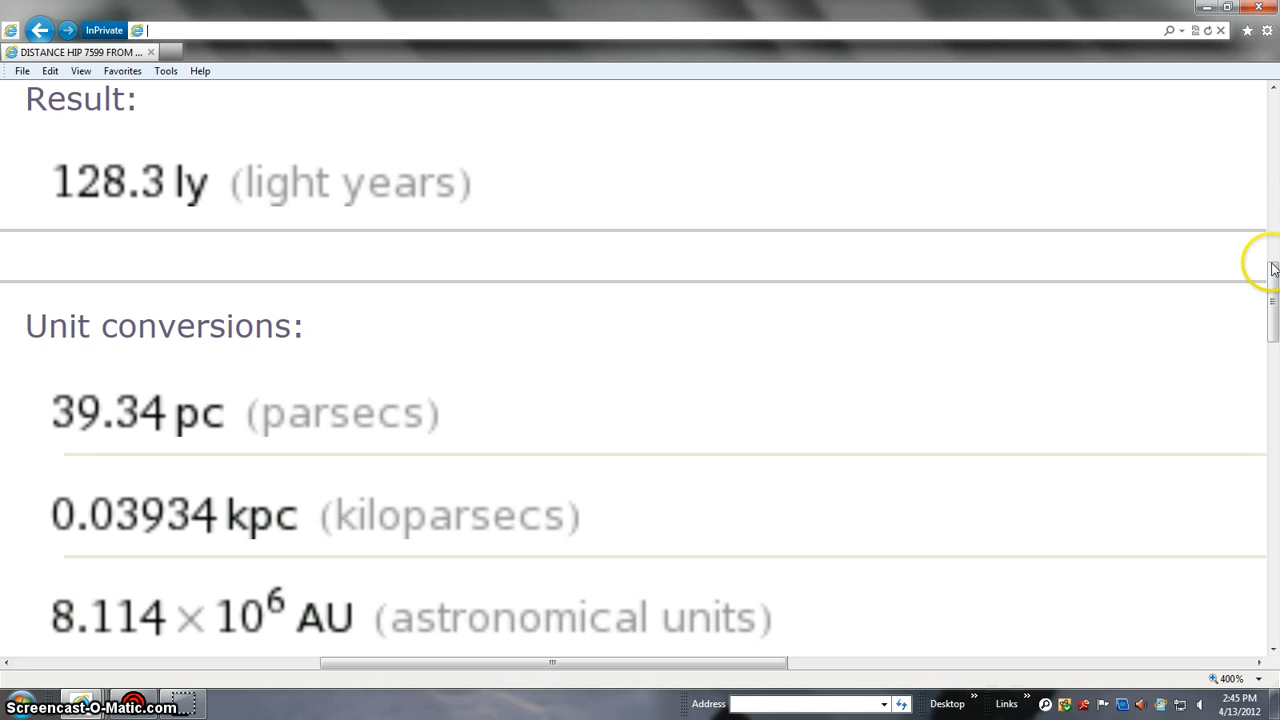 InPrivate
DISTANCE HIP 7599 FROM ...
File Edit View Favorites Tools Help
Result:
128.3 ly (light years)
Unit conversions:
39.34 pc (parsecs)
0.03934 kpc (kiloparsecs)
8.114 × 10⁶ AU (astronomical units)
400%
Screencast-O-Matic.com
Address
Desktop
Links
2:45 PM
4/13/2012